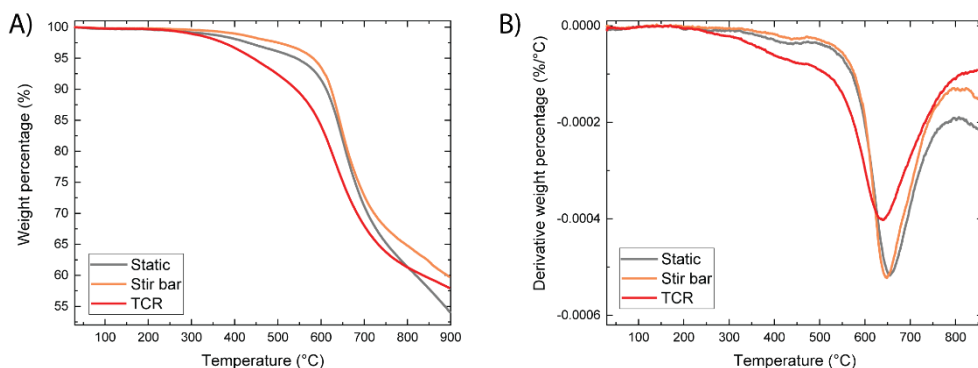 A)
Weight percentage (%)
100
95
90
85
80
75
70
65
60
55
Static
Stir bar
TCR
100 200 300 400 500 600 700 800 900
Temperature (°C)
B)
Derivative weight percentage (%/°C)
0.0000
-0.0002
-0.0004
-0.0006
Static
Stir bar
TCR
100 200 300 400 500 600 700 800
Temperature (°C)